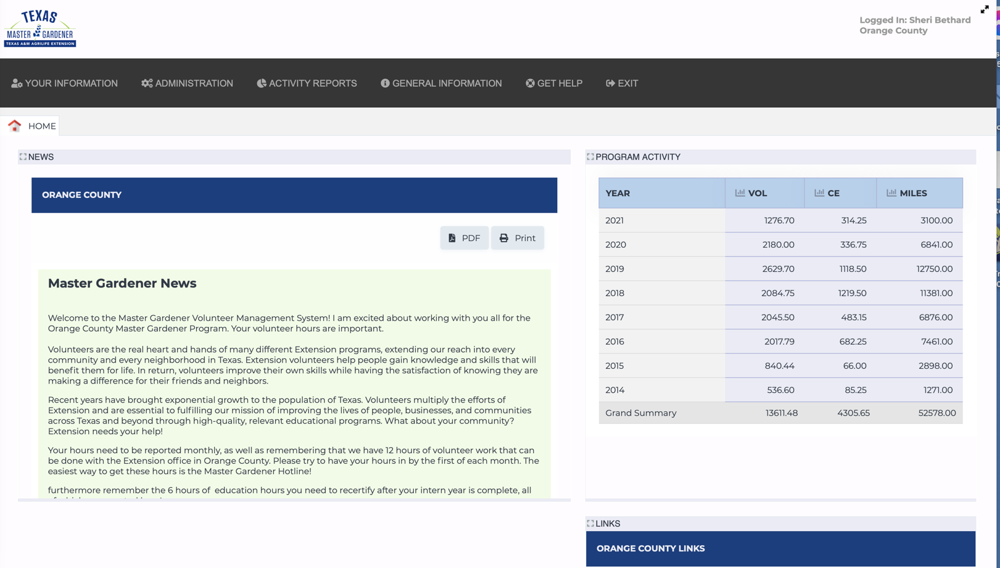 TEXAS
MASTER GARDENER
TEXAS A&M AGRILIFE EXTENSION
Logged In: Sheri Bethard
Orange County
YOUR INFORMATION ADMINISTRATION ACTIVITY REPORTS GENERAL INFORMATION GET HELP EXIT
HOME
NEWS
ORANGE COUNTY
PDF Print
Master Gardener News
Welcome to the Master Gardener Volunteer Management System! I am excited about working with you all for the
Orange County Master Gardener Program. Your volunteer hours are important.
Volunteers are the real heart and hands of many different Extension programs, extending our reach into every
community and every neighborhood in Texas. Extension volunteers help people gain knowledge and skills that will
benefit them for life. In return, volunteers improve their own skills while having the satisfaction of knowing they are
making a difference for their friends and neighbors.
Recent years have brought exponential growth to the population of Texas. Volunteers multiply the efforts of
Extension and are essential to fulfilling our mission of improving the lives of people, businesses, and communities
across Texas and beyond through high-quality, relevant educational programs. What about your community?
Extension needs your help!
Your hours need to be reported monthly, as well as remembering that we have 12 hours of volunteer work that can
be done with the Extension office in Orange County. Please try to have your hours in by the first of each month. The
easiest way to get these hours is the Master Gardener Hotline!
furthermore remember the 6 hours of education hours you need to recertify after your intern year is complete, all
PROGRAM ACTIVITY
YEAR VOL CE MILES
2021 1276.70 314.25 3100.00
2020 2180.00 336.75 6841.00
2019 2629.70 1118.50 12750.00
2018 2084.75 1219.50 11381.00
2017 2045.50 483.15 6876.00
2016 2017.79 682.25 7461.00
2015 840.44 66.00 2898.00
2014 536.60 85.25 1271.00
Grand Summary 13611.48 4305.65 52578.00
LINKS
ORANGE COUNTY LINKS